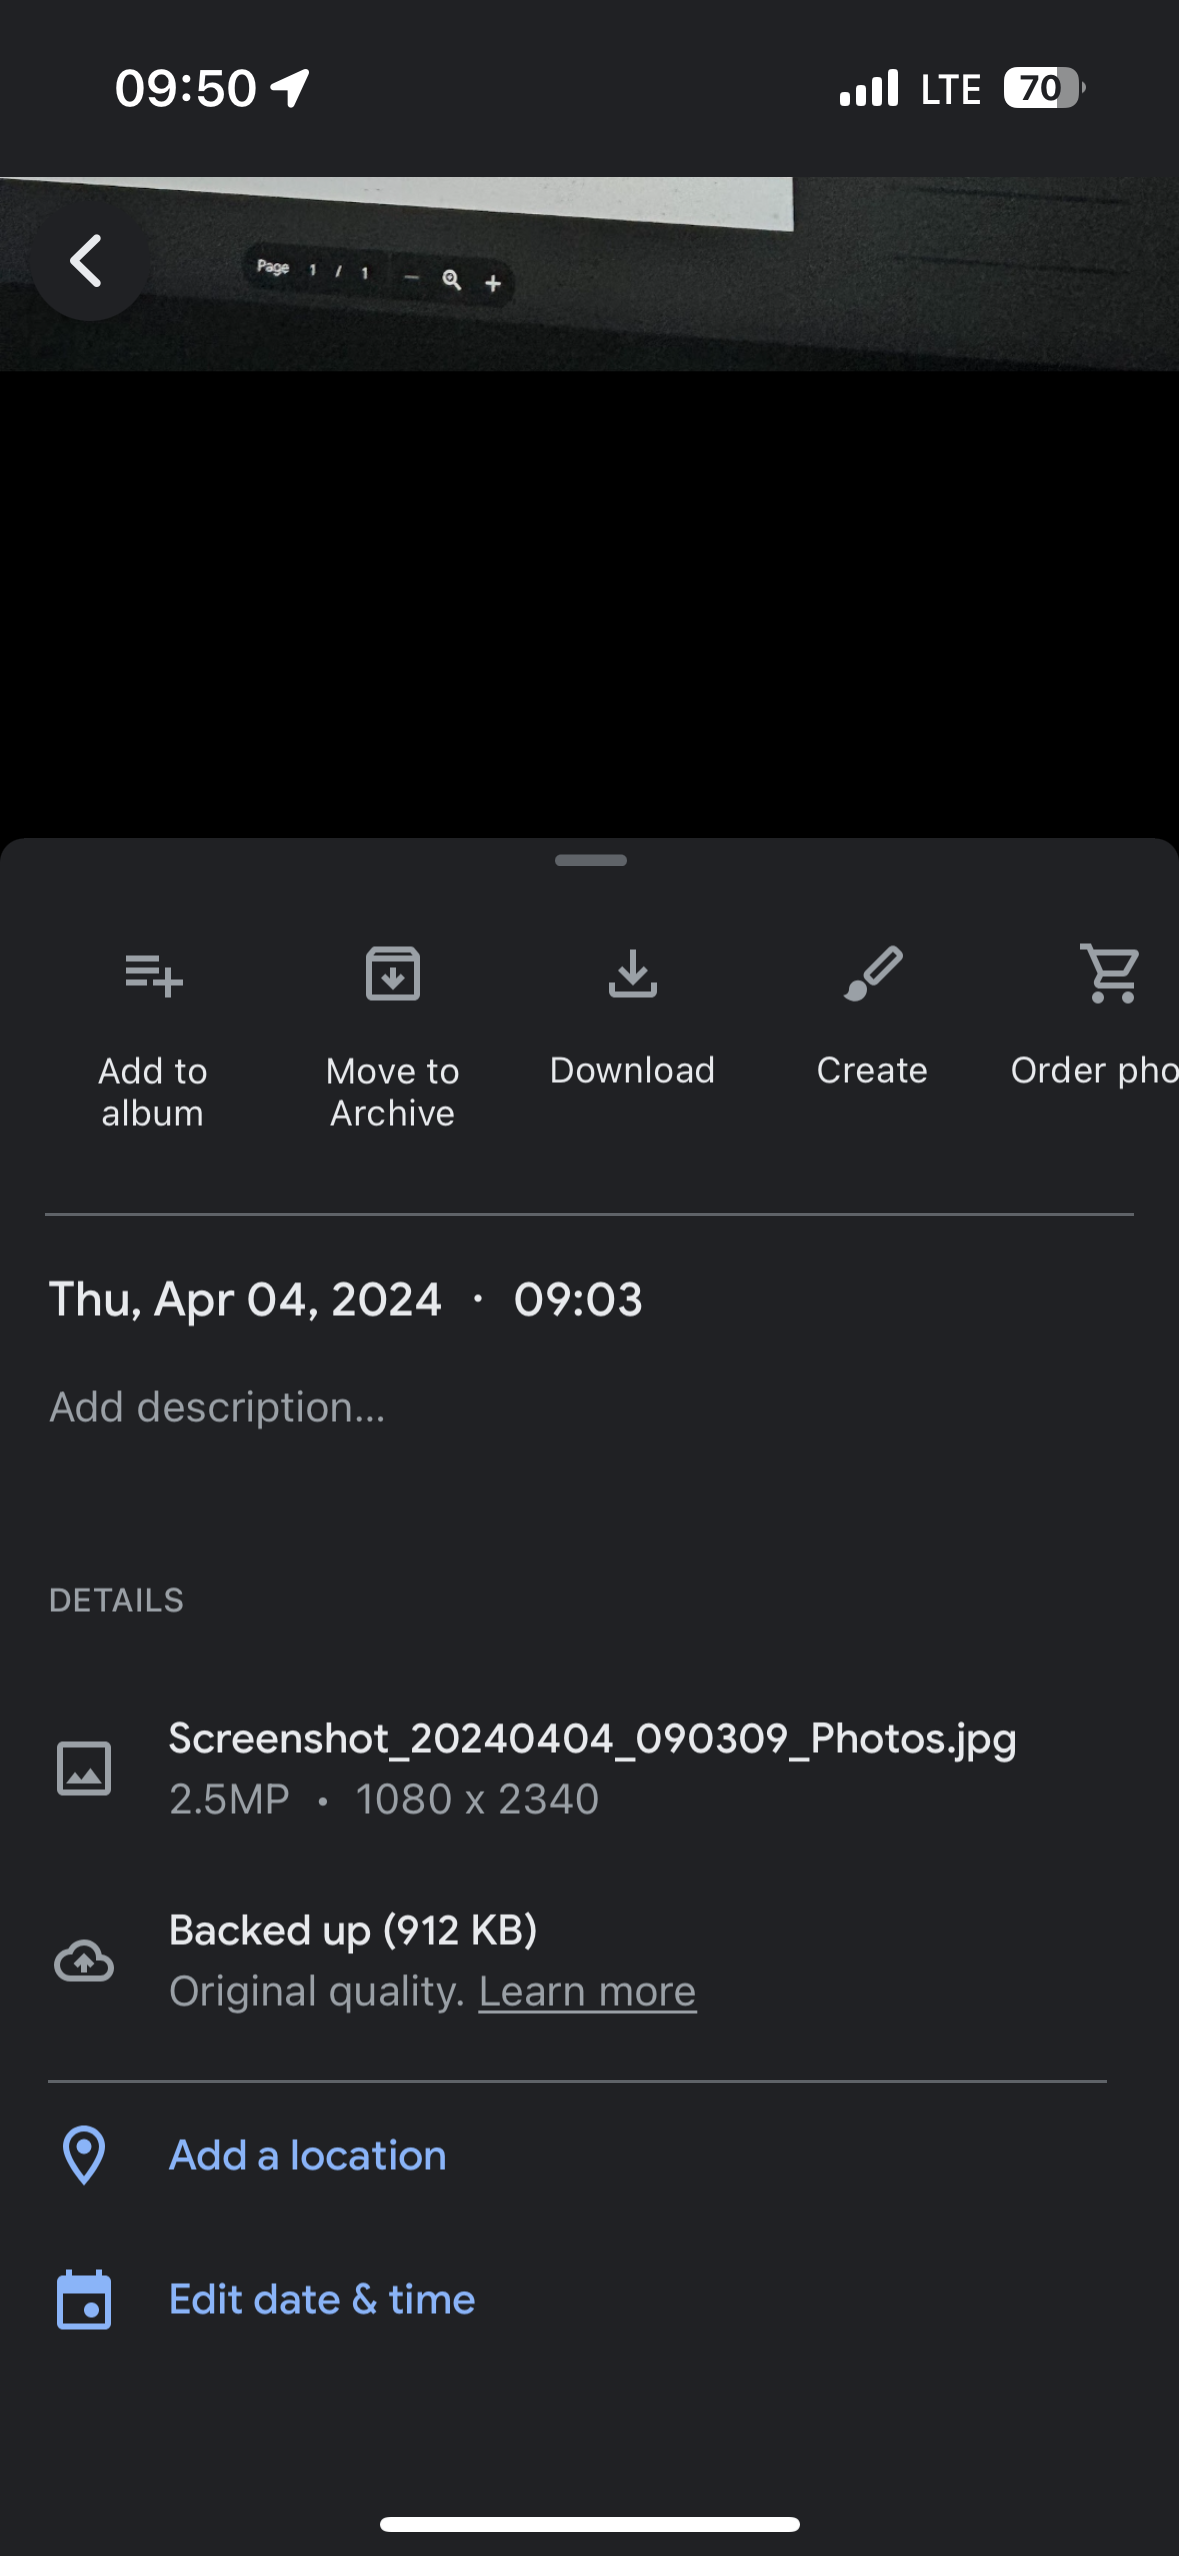 09:50
LTE
70
Page 1 / 1
Add to
album
Move to
Archive
Download
Create
Order pho
Thu, Apr 04, 2024 · 09:03
Add description...
DETAILS
Screenshot_20240404_090309_Photos.jpg
2.5MP • 1080 x 2340
Backed up (912 KB)
Original quality. Learn more
Add a location
Edit date & time